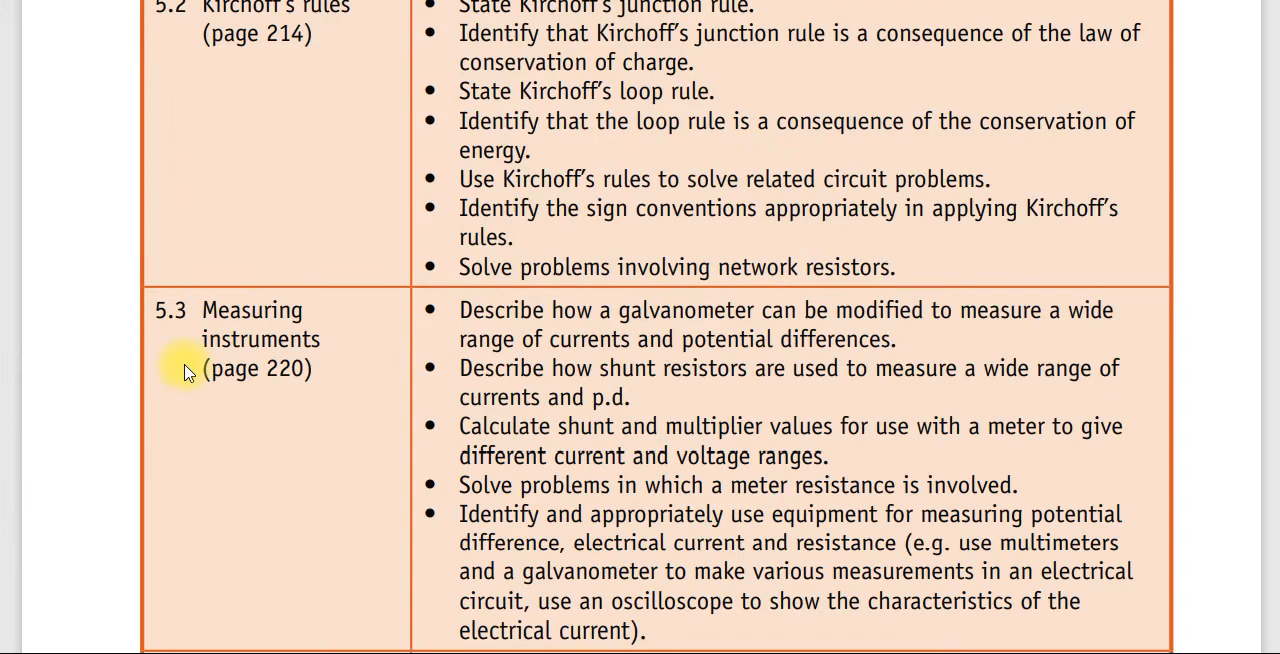 5.2 Kirchoff's rules
(page 214)
• State Kirchoff's junction rule.
• Identify that Kirchoff's junction rule is a consequence of the law of
conservation of charge.
• State Kirchoff's loop rule.
• Identify that the loop rule is a consequence of the conservation of
energy.
• Use Kirchoff's rules to solve related circuit problems.
• Identify the sign conventions appropriately in applying Kirchoff's
rules.
• Solve problems involving network resistors.
5.3 Measuring
instruments
(page 220)
• Describe how a galvanometer can be modified to measure a wide
range of currents and potential differences.
• Describe how shunt resistors are used to measure a wide range of
currents and p.d.
• Calculate shunt and multiplier values for use with a meter to give
different current and voltage ranges.
• Solve problems in which a meter resistance is involved.
• Identify and appropriately use equipment for measuring potential
difference, electrical current and resistance (e.g. use multimeters
and a galvanometer to make various measurements in an electrical
circuit, use an oscilloscope to show the characteristics of the
electrical current).